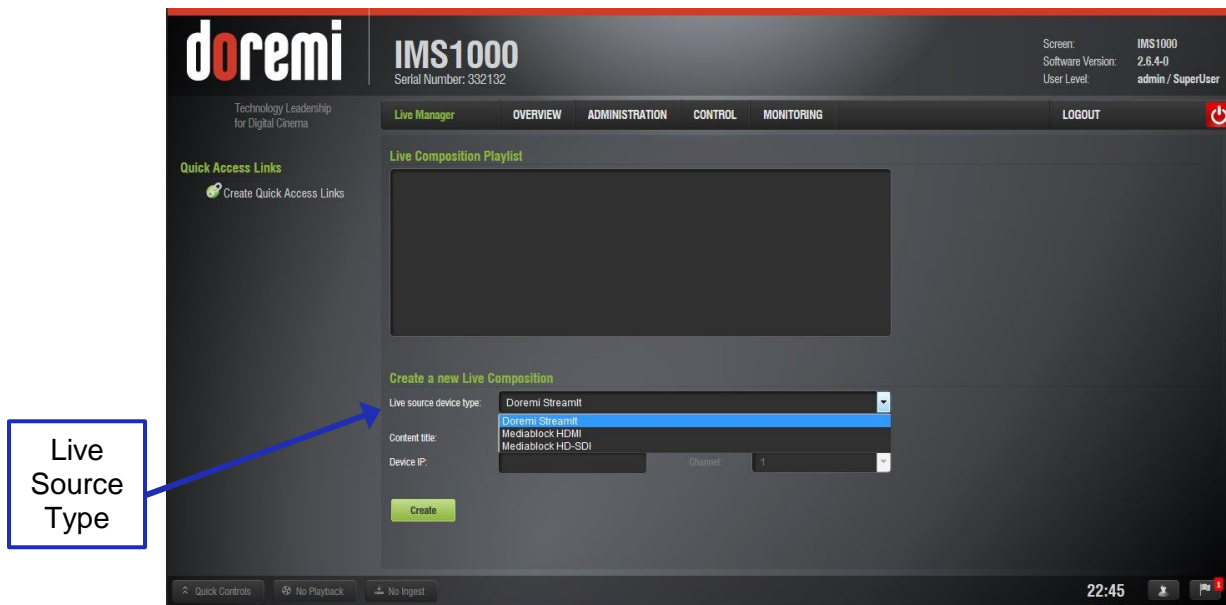 doremi
Technology Leadership
for Digital Cinema
IMS1000
Serial Number: 332132
Screen: IMS1000
Software Version: 2.6.4-0
User Level: admin / SuperUser
Live Manager OVERVIEW ADMINISTRATION CONTROL MONITORING LOGOUT
Quick Access Links
Create Quick Access Links
Live Composition Playlist
Create a new Live Composition
Live source device type: Doremi StreamIt
Doremi StreamIt
Mediablock HDMI
Mediablock HD-SDI
Content title:
Device IP: Channel: 1
Create
Live
Source
Type
Quick Controls No Playback No Ingest 22:45 1